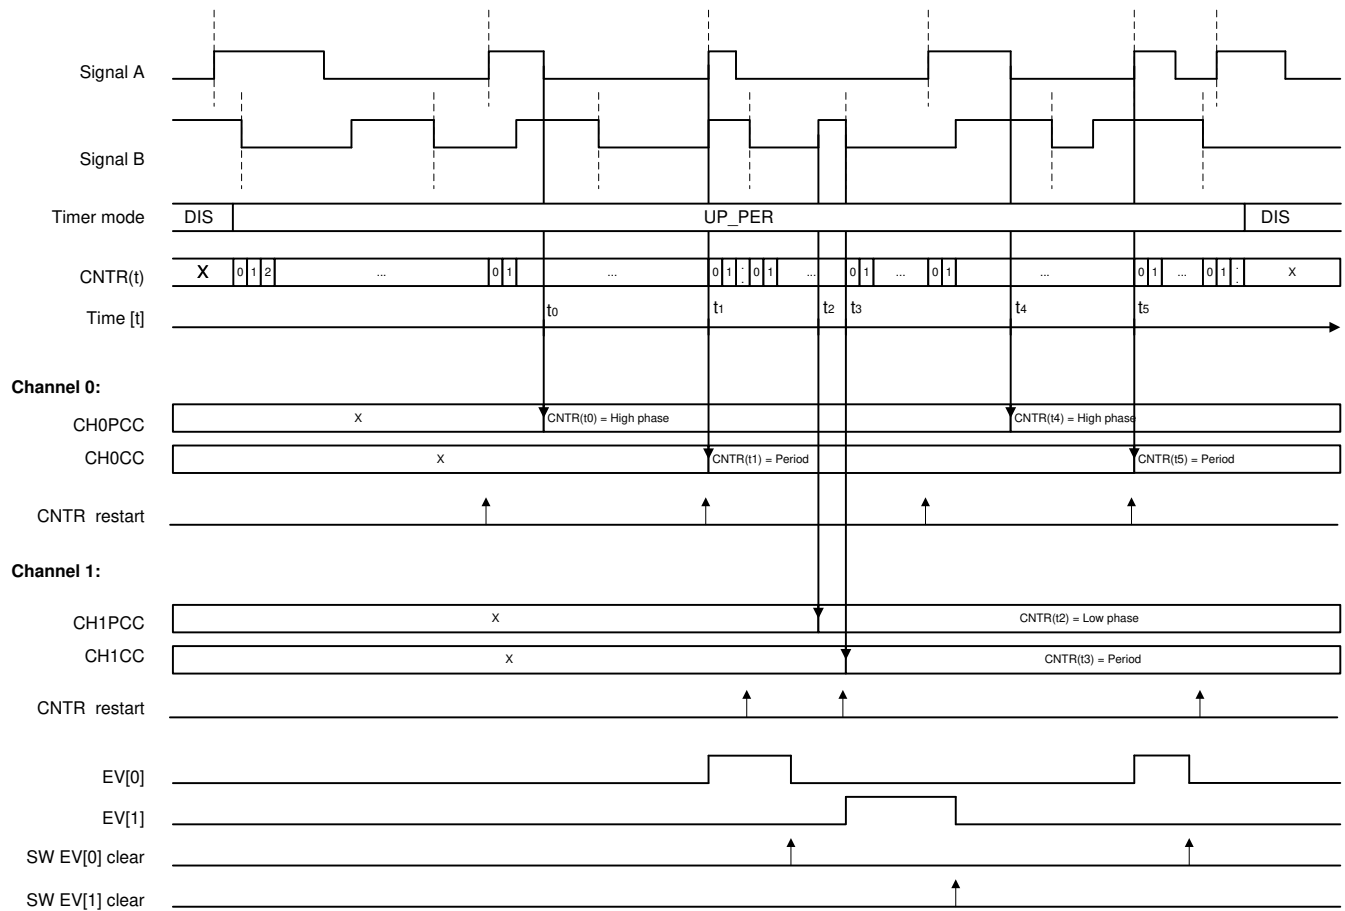 Signal A
Signal B
Timer mode DIS UP_PER DIS
CNTR(t) X 0 1 2 ... 0 1 ... 0 1 : 0 1 ... 0 1 ... 0 1 ... 0 1 ... 0 1 : X
Time [t] t0 t1 t2 t3 t4 t5
Channel 0:
CH0PCC X CNTR(t0) = High phase CNTR(t4) = High phase
CH0CC X CNTR(t1) = Period CNTR(t5) = Period
CNTR restart
Channel 1:
CH1PCC X CNTR(t2) = Low phase
CH1CC X CNTR(t3) = Period
CNTR restart
EV[0]
EV[1]
SW EV[0] clear
SW EV[1] clear